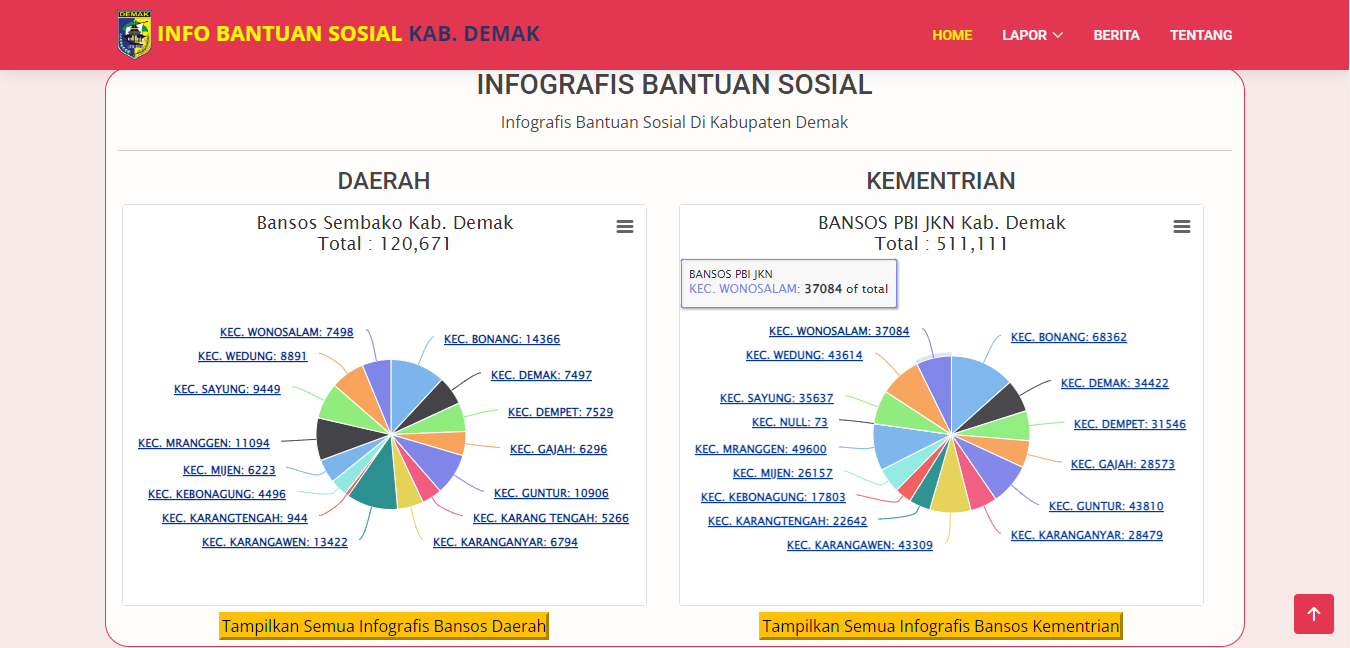 DEMAK
INFO BANTUAN SOSIAL KAB. DEMAK
HOME
LAPOR
BERITA
TENTANG
INFOGRAFIS BANTUAN SOSIAL
Infografis Bantuan Sosial Di Kabupaten Demak
DAERAH
Bansos Sembako Kab. Demak
Total : 120,671
KEC. BONANG: 14366
KEC. DEMAK: 7497
KEC. DEMPET: 7529
KEC. GAJAH: 6296
KEC. GUNTUR: 10906
KEC. KARANG TENGAH: 5266
KEC. KARANGANYAR: 6794
KEC. KARANGAWEN: 13422
KEC. KARANGTENGAH: 944
KEC. KEBONAGUNG: 4496
KEC. MIJEN: 6223
KEC. MRANGGEN: 11094
KEC. SAYUNG: 9449
KEC. WEDUNG: 8891
KEC. WONOSALAM: 7498
Tampilkan Semua Infografis Bansos Daerah
KEMENTRIAN
BANSOS PBI JKN Kab. Demak
Total : 511,111
BANSOS PBI JKN
KEC. WONOSALAM: 37084 of total
KEC. BONANG: 68362
KEC. DEMAK: 34422
KEC. DEMPET: 31546
KEC. GAJAH: 28573
KEC. GUNTUR: 43810
KEC. KARANGANYAR: 28479
KEC. KARANGAWEN: 43309
KEC. KARANGTENGAH: 22642
KEC. KEBONAGUNG: 17803
KEC. MIJEN: 26157
KEC. MRANGGEN: 49600
KEC. NULL: 73
KEC. SAYUNG: 35637
KEC. WEDUNG: 43614
KEC. WONOSALAM: 37084
Tampilkan Semua Infografis Bansos Kementrian